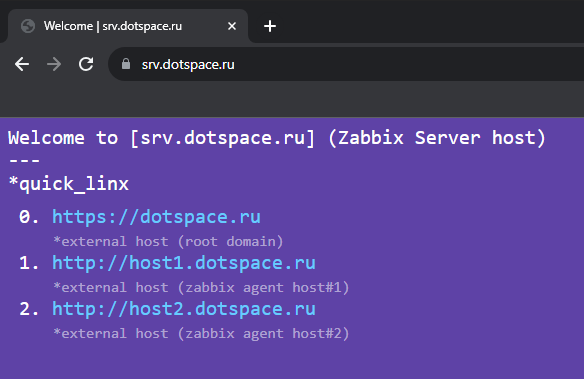 Welcome | srv.dotspace.ru
srv.dotspace.ru
Welcome to [srv.dotspace.ru] (Zabbix Server host)
---
*quick_linx
0. https://dotspace.ru
*external host (root domain)
1. http://host1.dotspace.ru
*external host (zabbix agent host#1)
2. http://host2.dotspace.ru
*external host (zabbix agent host#2)